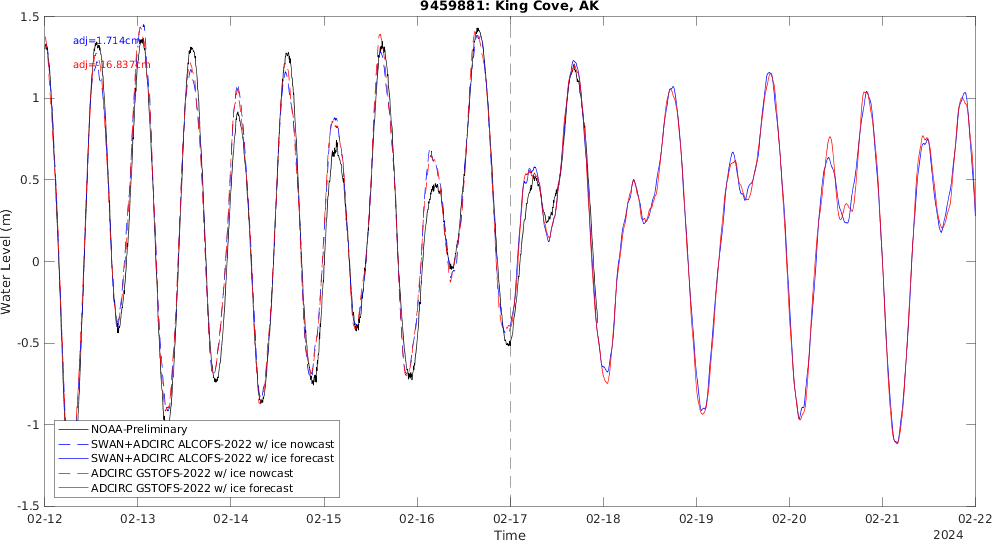 9459881: King Cove, AK
adj=1.714cm
adj=-16.837cm
Water Level (m)
1.5
1
0.5
0
-0.5
-1
-1.5
NOAA-Preliminary
SWAN+ADCIRC ALCOFS-2022 w/ ice nowcast
SWAN+ADCIRC ALCOFS-2022 w/ ice forecast
ADCIRC GSTOFS-2022 w/ ice nowcast
ADCIRC GSTOFS-2022 w/ ice forecast
02-12 02-13 02-14 02-15 02-16 02-17 02-18 02-19 02-20 02-21 02-22
Time
2024